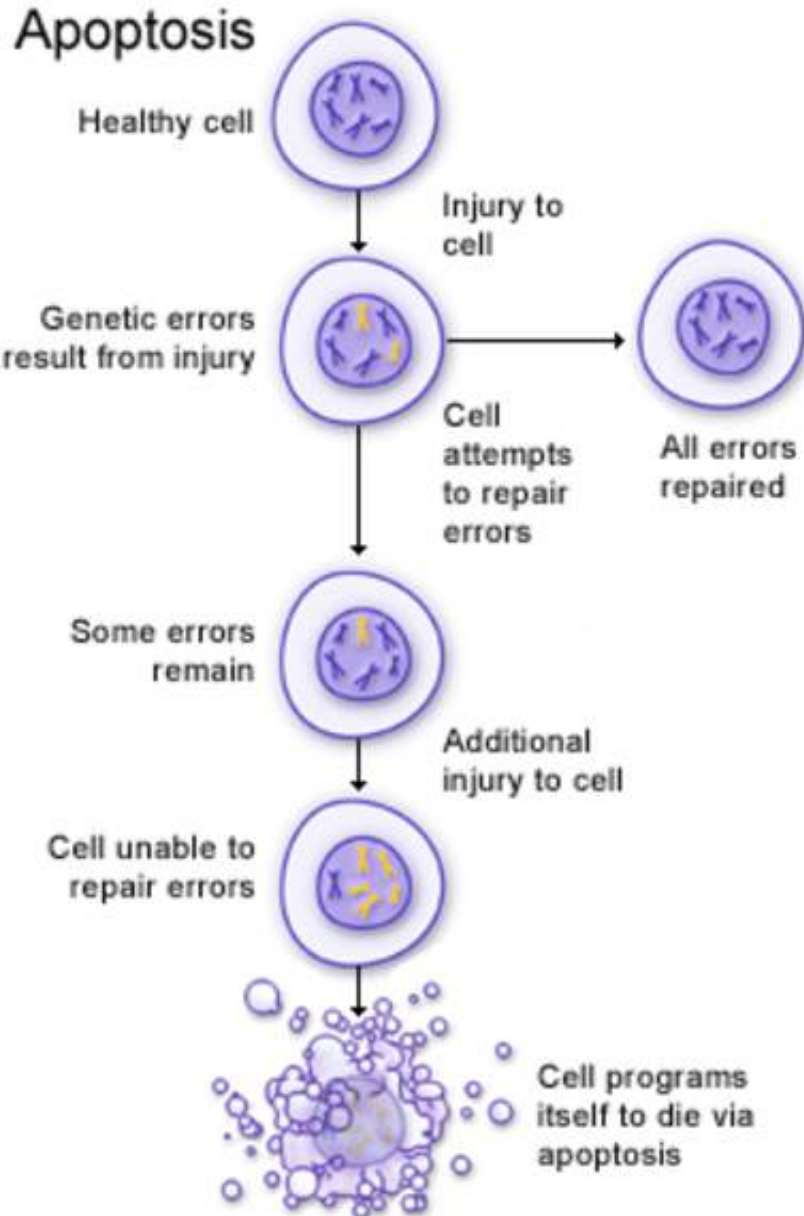 Apoptosis
Healthy cell
Injury to
cell
Genetic errors
result from injury
Cell
attempts
to repair
errors
All errors
repaired
Some errors
remain
Additional
injury to cell
Cell unable to
repair errors
Cell programs
itself to die via
apoptosis